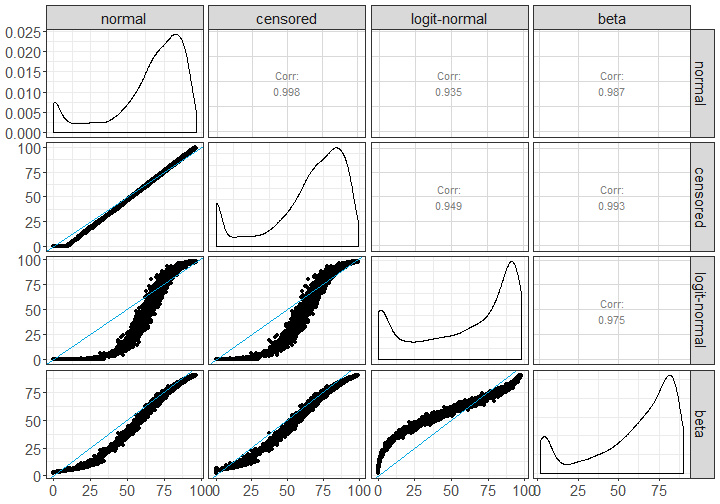 normal
censored
logit-normal
beta
0.025
0.020
0.015
0.010
0.005
0.000
Corr:
0.998
Corr:
0.935
Corr:
0.987
normal
100
75
50
25
0
Corr:
0.949
Corr:
0.993
censored
100
75
50
25
0
Corr:
0.975
logit-normal
75
50
25
0
beta
0 25 50 75 100
0 25 50 75 100
0 25 50 75 100
0 25 50 75